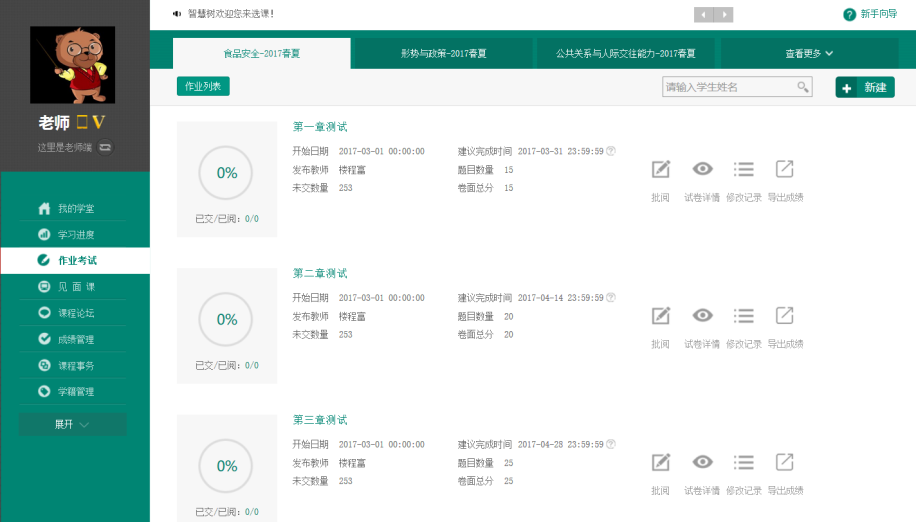 智慧树欢迎您来选课!
新手向导
老师 V
这里是老师端
我的学堂
学习进度
作业考试
见面课
课程论坛
成绩管理
课程事务
学籍管理
展开
食品安全-2017春夏
形势与政策-2017春夏
公共关系与人际交往能力-2017春夏
查看更多
作业列表
请输入学生姓名
新建
第一章测试
0%
已交/已阅: 0/0
开始日期 2017-03-01 00:00:00 建议完成时间 2017-03-31 23:59:59
发布教师 楼程富 题目数量 15
未交数量 253 卷面总分 15
批阅 试卷详情 修改记录 导出成绩
第二章测试
0%
已交/已阅: 0/0
开始日期 2017-03-01 00:00:00 建议完成时间 2017-04-14 23:59:59
发布教师 楼程富 题目数量 20
未交数量 253 卷面总分 20
批阅 试卷详情 修改记录 导出成绩
第三章测试
0%
已交/已阅: 0/0
开始日期 2017-03-01 00:00:00 建议完成时间 2017-04-28 23:59:59
发布教师 楼程富 题目数量 25
未交数量 253 卷面总分 25
批阅 试卷详情 修改记录 导出成绩